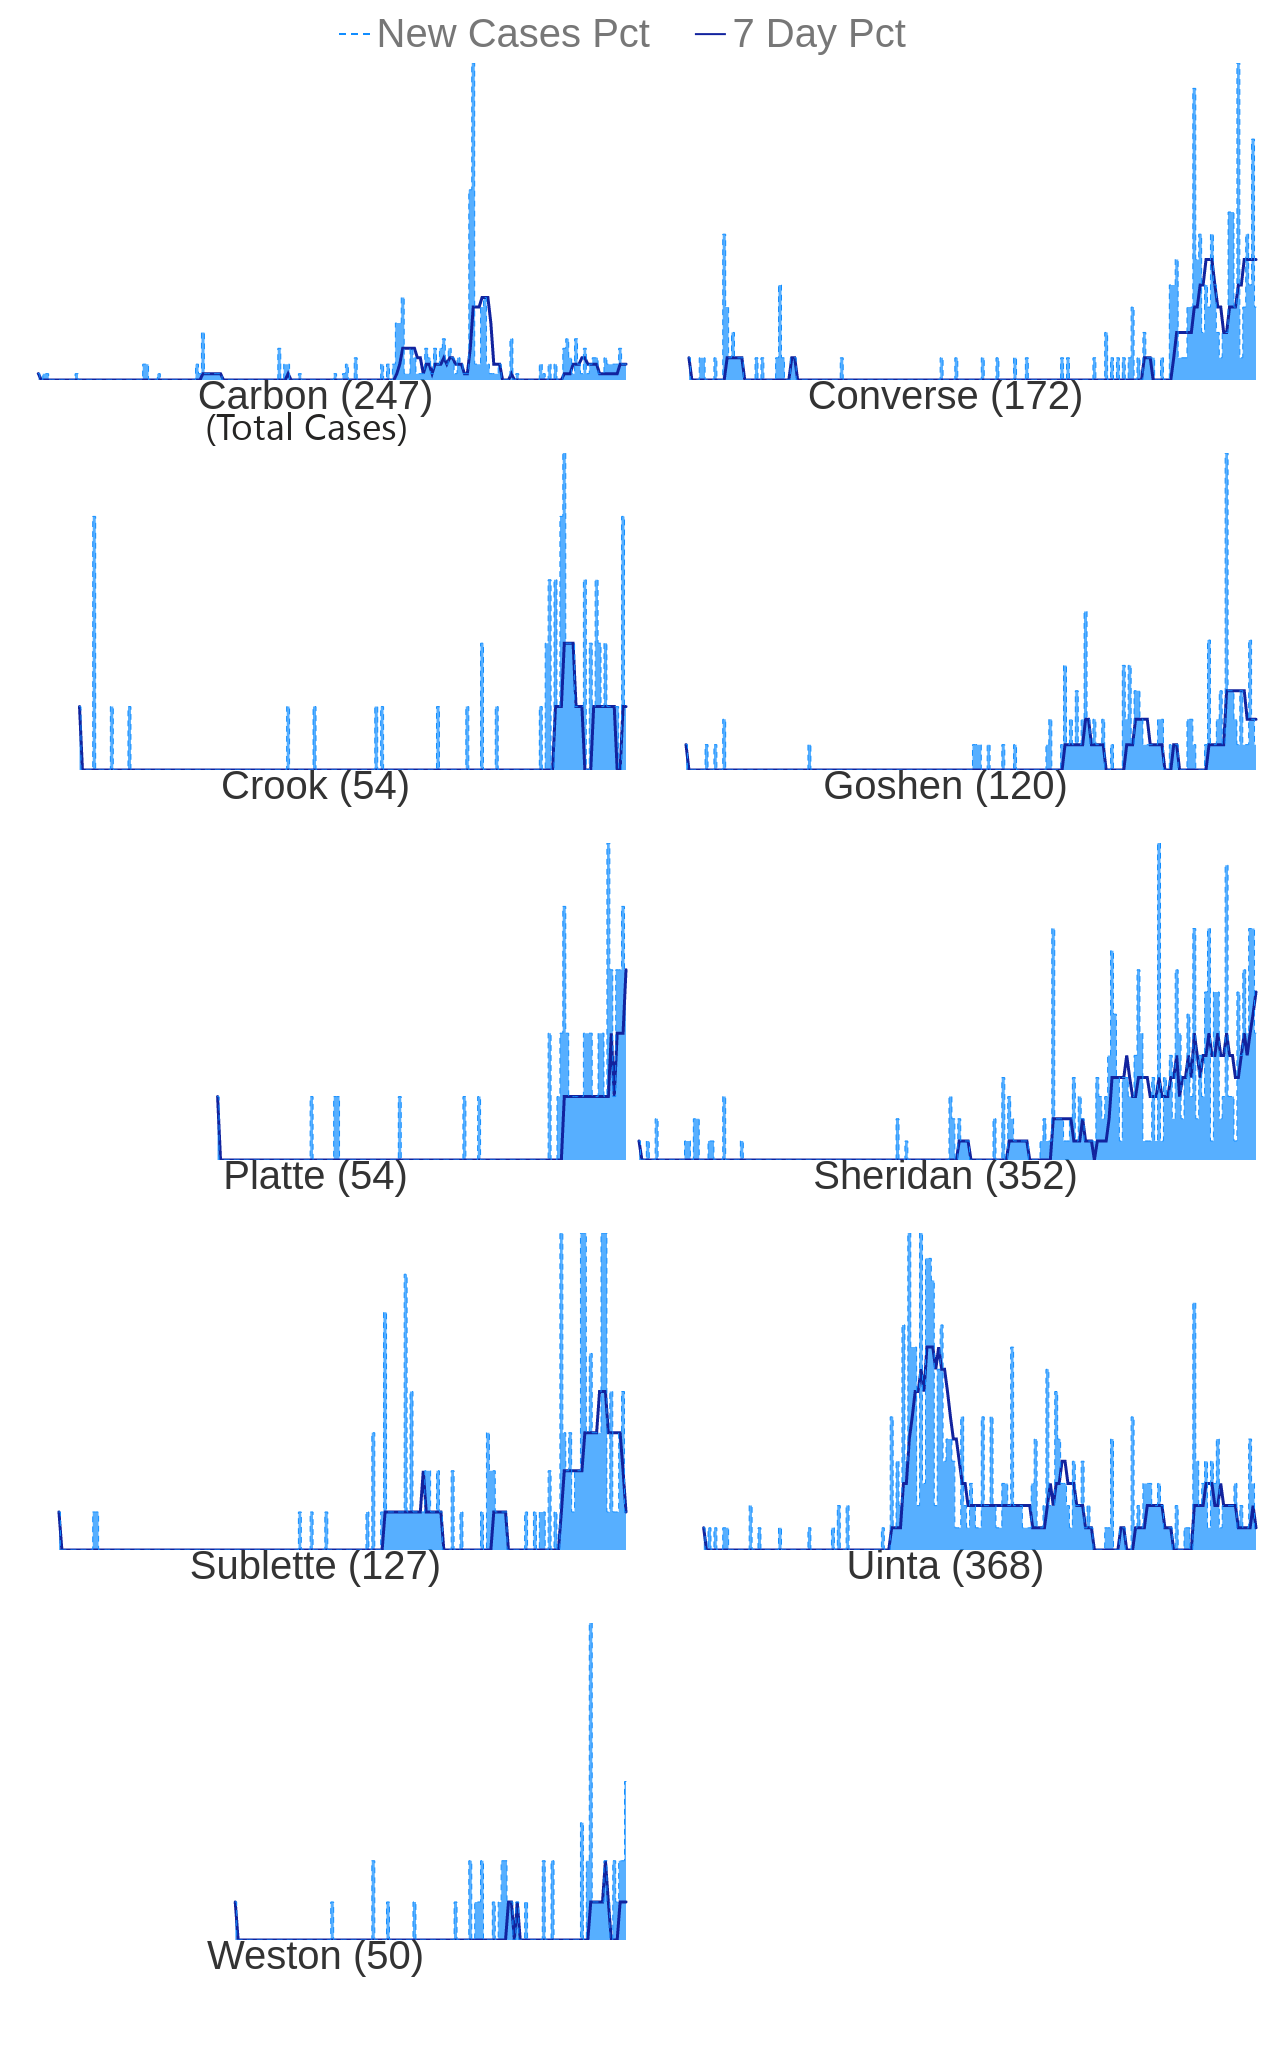 New Cases Pct 7 Day Pct
Carbon (247) Converse (172)
(Total Cases)
Crook (54) Goshen (120)
Platte (54) Sheridan (352)
Sublette (127) Uinta (368)
Weston (50)